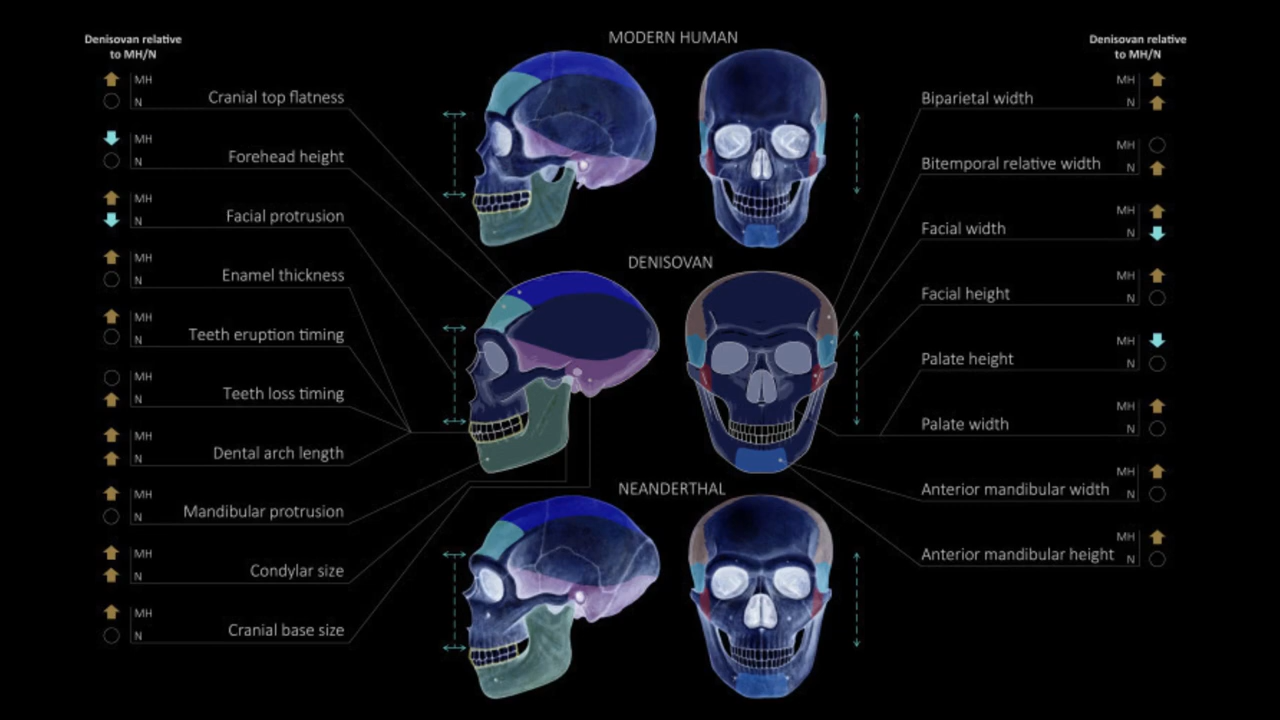 Denisovan relative
to MH/N
MH
N
Cranial top flatness
MH
N
Forehead height
MH
N
Facial protrusion
MH
N
Enamel thickness
MH
N
Teeth eruption timing
MH
N
Teeth loss timing
MH
N
Dental arch length
MH
N
Mandibular protrusion
MH
N
Condylar size
MH
N
Cranial base size
MODERN HUMAN
DENISOVAN
NEANDERTHAL
Denisovan relative
to MH/N
MH
N
Biparietal width
MH
N
Bitemporal relative width
MH
N
Facial width
MH
N
Facial height
MH
N
Palate height
MH
N
Palate width
MH
N
Anterior mandibular width
MH
N
Anterior mandibular height